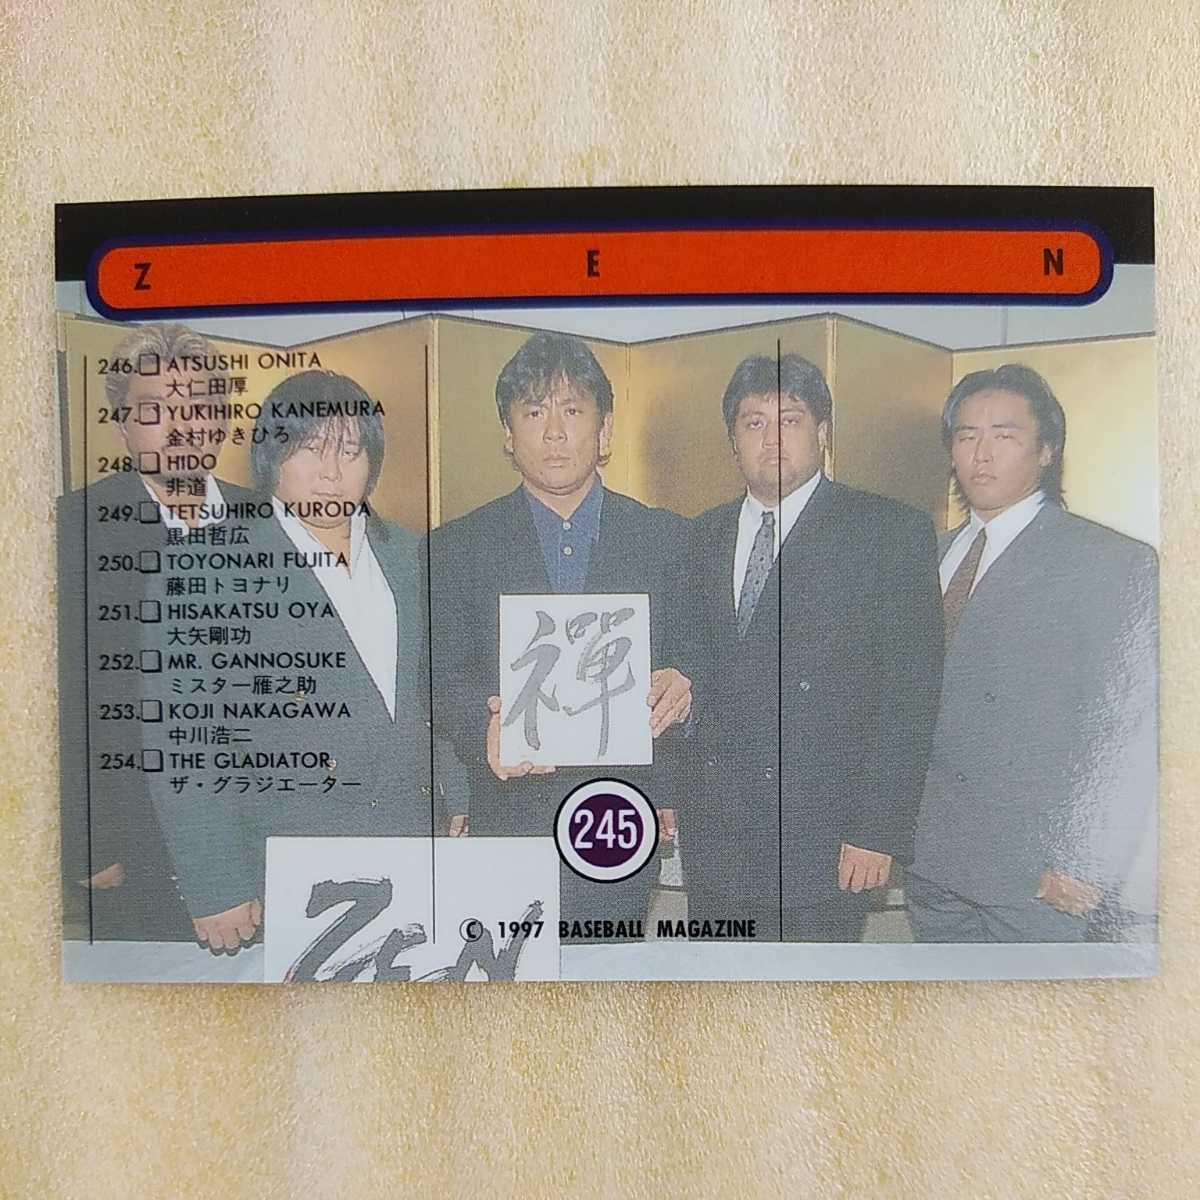 Z E N
246.❏ ATSUSHI ONITA
大仁田厚
247.❏ YUKIHIRO KANEMURA
金村ゆきひろ
248.❏ HIDO
非道
249.❏ TETSUHIRO KURODA
黒田哲広
250.❏ TOYONARI FUJITA
藤田トヨナリ
251.❏ HISAKATSU OYA
大矢剛功
252.❏ MR. GANNOSUKE
ミスター雁之助
253.❏ KOJI NAKAGAWA
中川浩二
254.❏ THE GLADIATOR
ザ・グラジエーター
禪
245
ZEN
© 1997 BASEBALL MAGAZINE